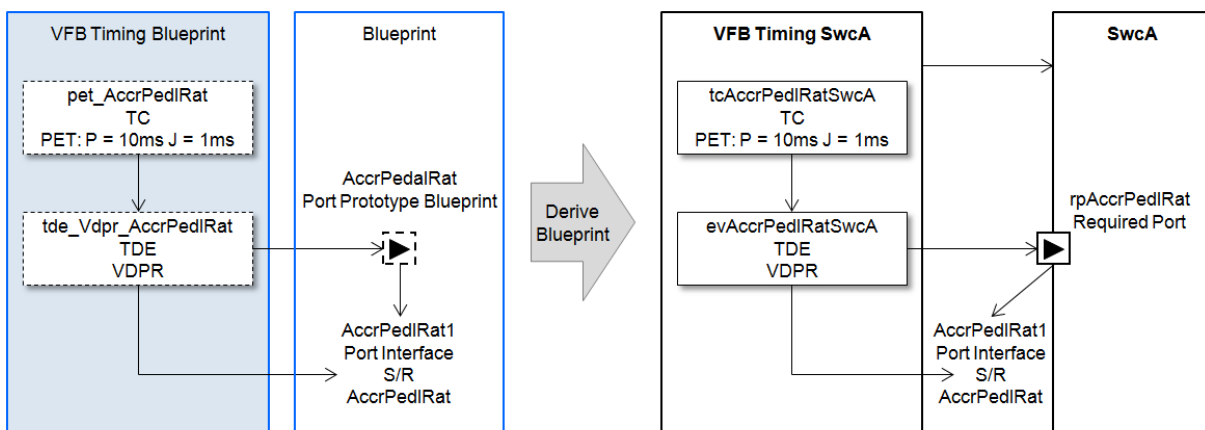 VFB Timing Blueprint
pet_AccrPedlRat
TC
PET: P = 10ms J = 1ms
tde_Vdpr_AccrPedlRat
TDE
VDPR
Blueprint
AccrPedalRat
Port Prototype Blueprint
AccrPedlRat1
Port Interface
S/R
AccrPedlRat
Derive
Blueprint
VFB Timing SwcA
tcAccrPedlRatSwcA
TC
PET: P = 10ms J = 1ms
evAccrPedlRatSwcA
TDE
VDPR
SwcA
rpAccrPedlRat
Required Port
AccrPedlRat1
Port Interface
S/R
AccrPedlRat